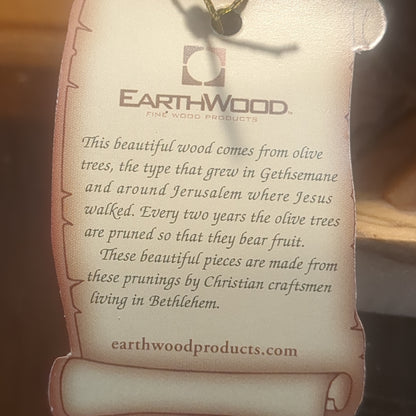 EARTHWOOD™
FINE WOOD PRODUCTS
This beautiful wood comes from olive
trees, the type that grew in Gethsemane
and around Jerusalem where Jesus
walked. Every two years the olive trees
are pruned so that they bear fruit.
These beautiful pieces are made from
these prunings by Christian craftsmen
living in Bethlehem.
earthwoodproducts.com